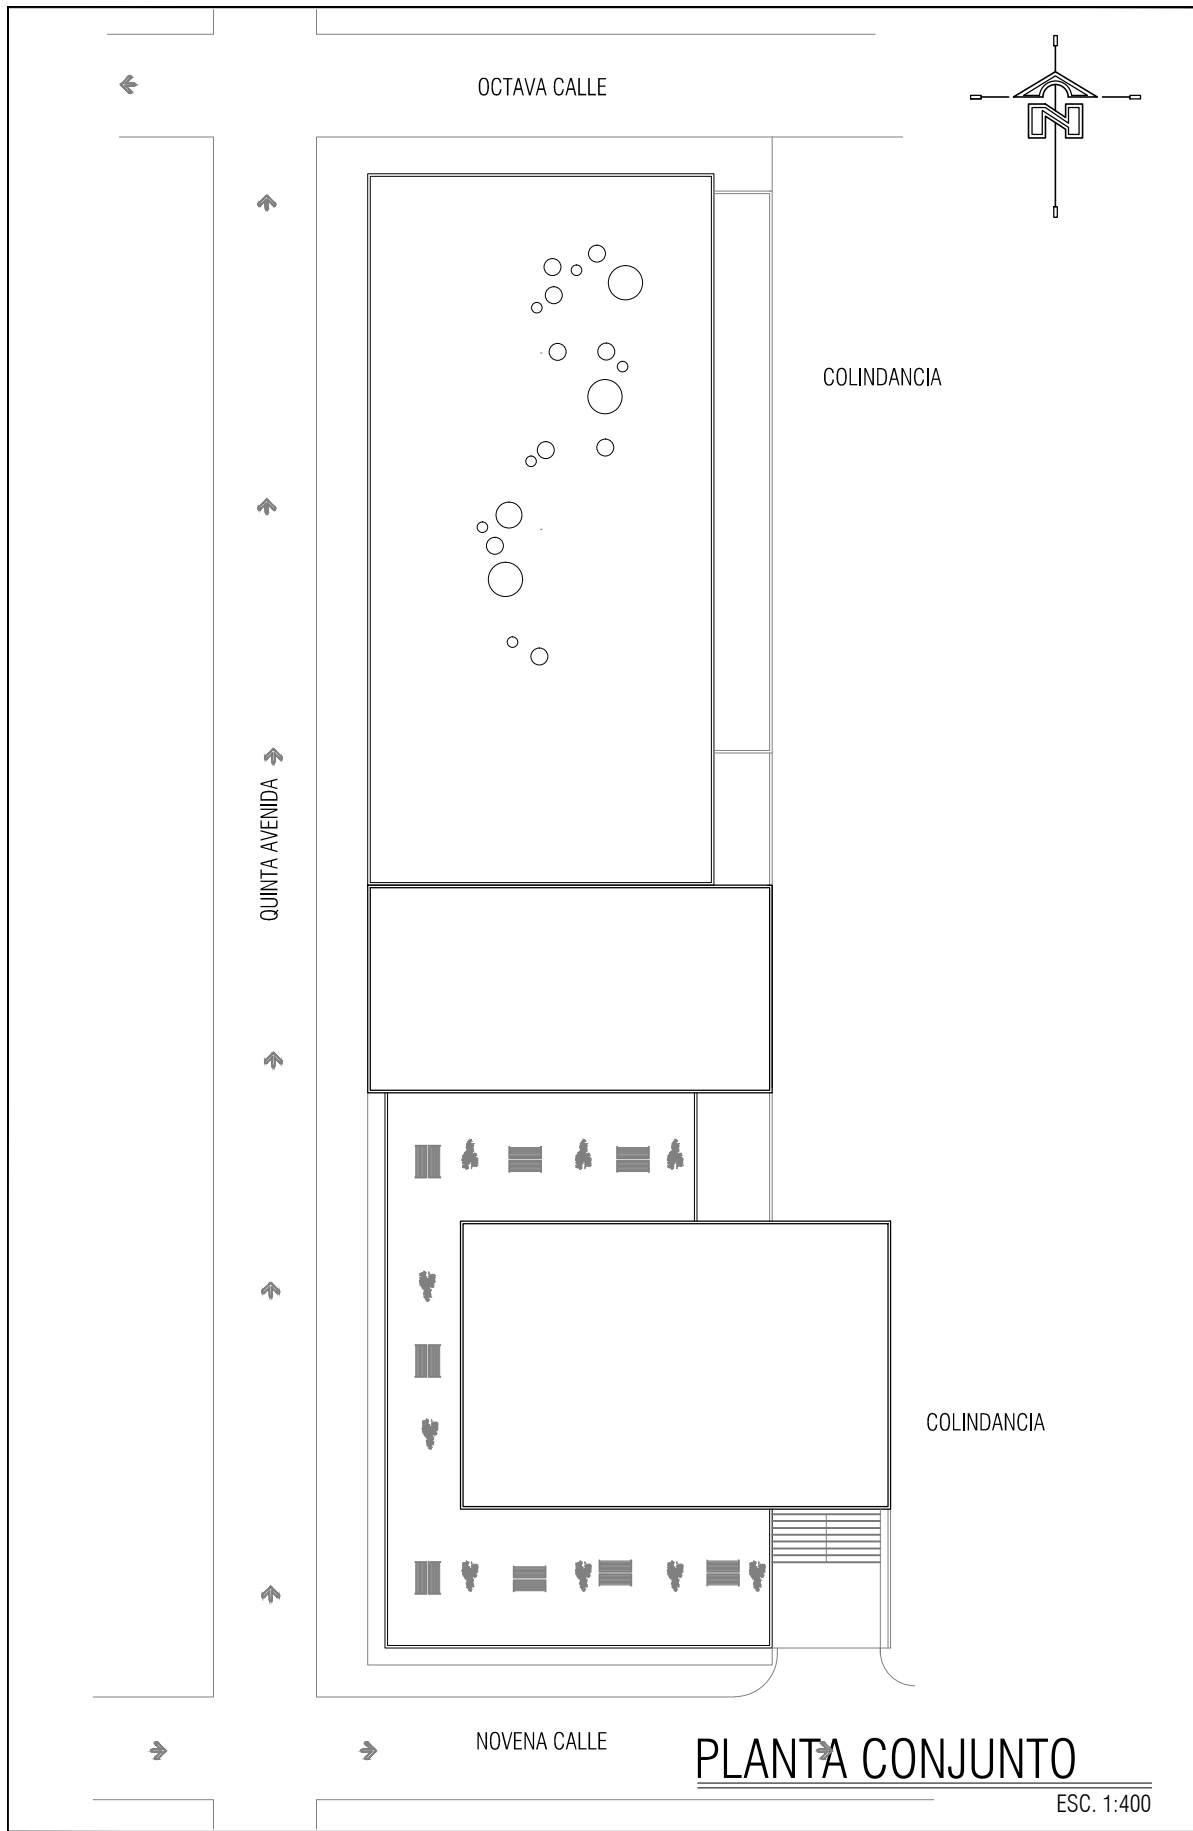 OCTAVA CALLE
N
COLINDANCIA
QUINTA AVENIDA
COLINDANCIA
NOVENA CALLE
PLANTA CONJUNTO
ESC. 1:400